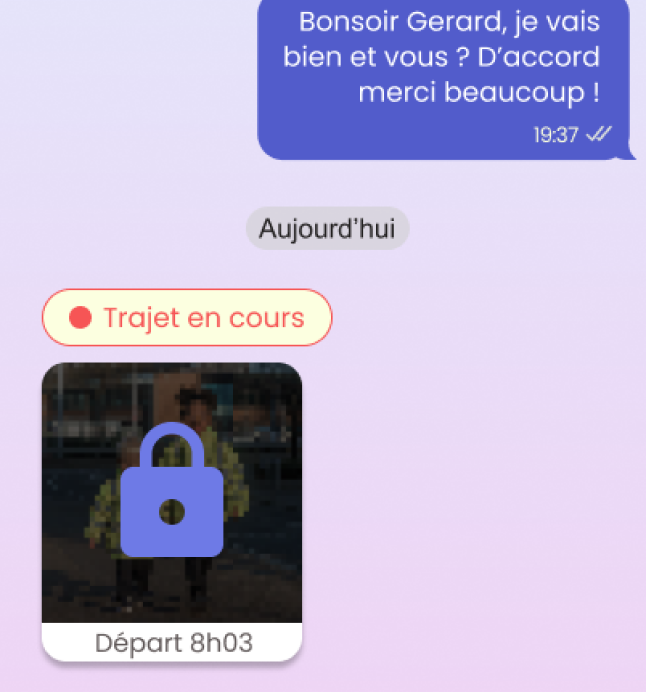 Bonsoir Gerard, je vais
bien et vous ? D’accord
merci beaucoup !
19:37
Aujourd’hui
Trajet en cours
Départ 8h03